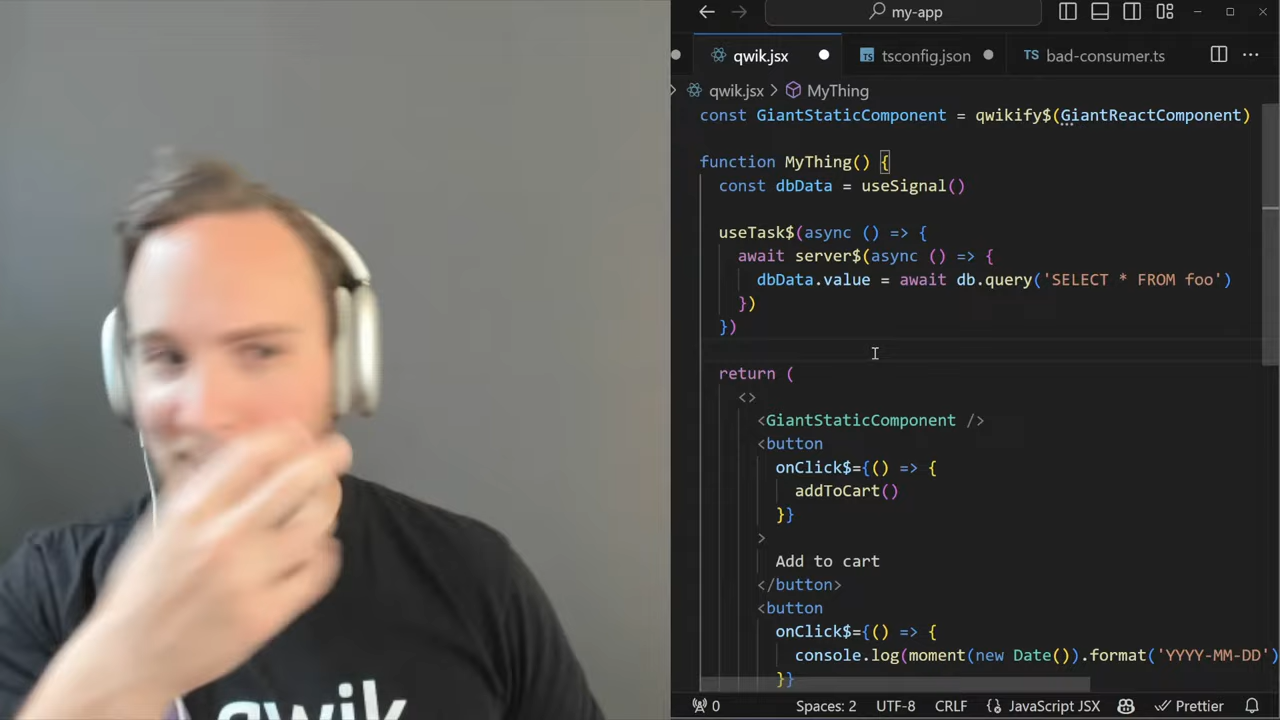 my-app
qwik.jsx
tsconfig.json
TS bad-consumer.ts
qwik.jsx > MyThing
const GiantStaticComponent = qwikify$(GiantReactComponent)
function MyThing() {
const dbData = useSignal()
useTask$(async () => {
await server$(async () => {
dbData.value = await db.query('SELECT * FROM foo')
})
})
return (
<>
<GiantStaticComponent />
<button
onClick$={() => {
addToCart()
}}
>
Add to cart
</button>
<button
onClick$={() => {
console.log(moment(new Date()).format('YYYY-MM-DD')
}}
0
Spaces: 2
UTF-8
CRLF
{} JavaScript JSX
Prettier
qwik